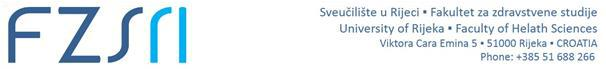 FZSRI
Sveučilište u Rijeci • Fakultet za zdravstvene studije
University of Rijeka • Faculty of Helath Sciences
Viktora Cara Emina 5 • 51000 Rijeka • CROATIA
Phone: +385 51 688 266